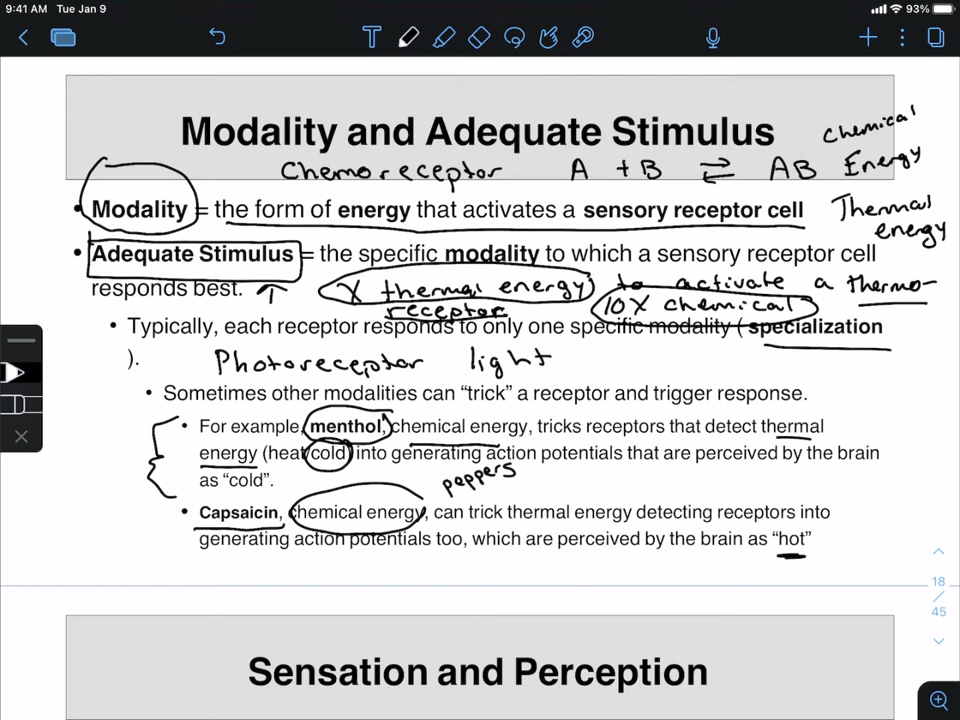 9:41 AM Tue Jan 9
93%
Modality and Adequate Stimulus
Chemoreceptor A + B ⇌ AB chemical
Energy
• Modality = the form of energy that activates a sensory receptor cell
Thermal
energy
• Adequate Stimulus = the specific modality to which a sensory receptor cell
responds best. ↑ X thermal energy to activate a thermo-
receptor 10X chemical
• Typically, each receptor responds to only one specific modality ( specialization
).
Photoreceptor light
• Sometimes other modalities can “trick” a receptor and trigger response.
• For example, menthol, chemical energy, tricks receptors that detect thermal
energy (heat/cold) into generating action potentials that are perceived by the brain
as “cold”.
peppers
• Capsaicin, chemical energy, can trick thermal energy detecting receptors into
generating action potentials too, which are perceived by the brain as “hot”
18
/
45
Sensation and Perception